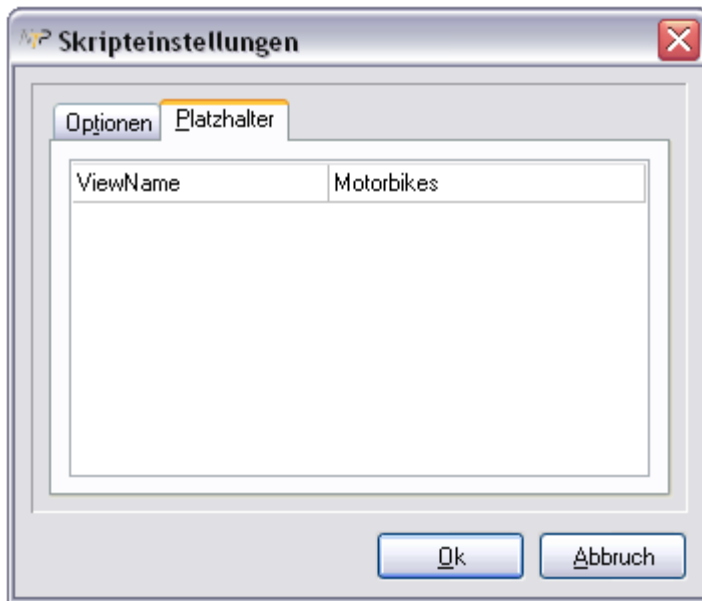 Skripteinstellungen
Optionen Platzhalter
ViewName Motorbikes
Ok Abbruch